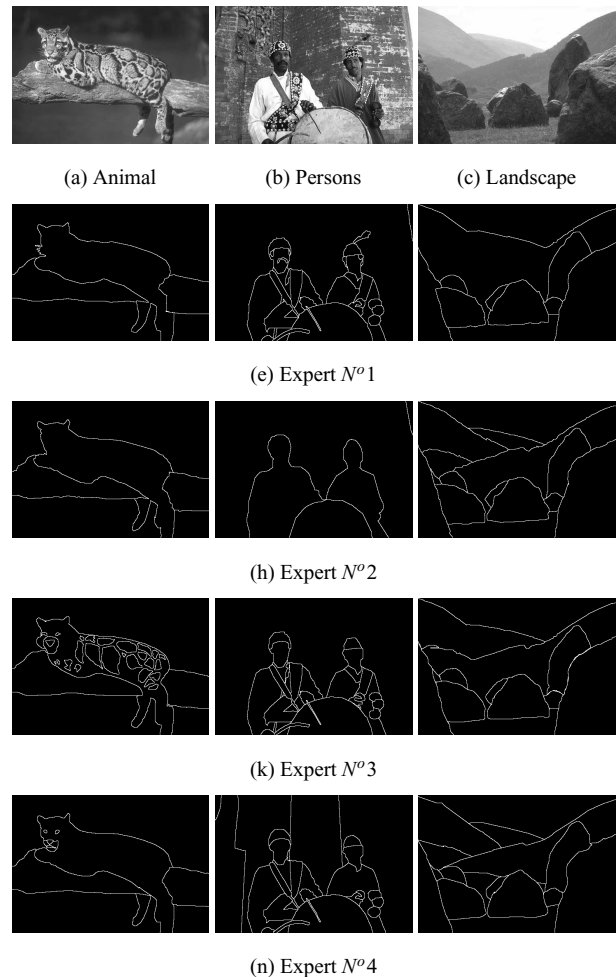 (a) Animal
(b) Persons
(c) Landscape
(e) Expert N°1
(h) Expert N°2
(k) Expert N°3
(n) Expert N°4